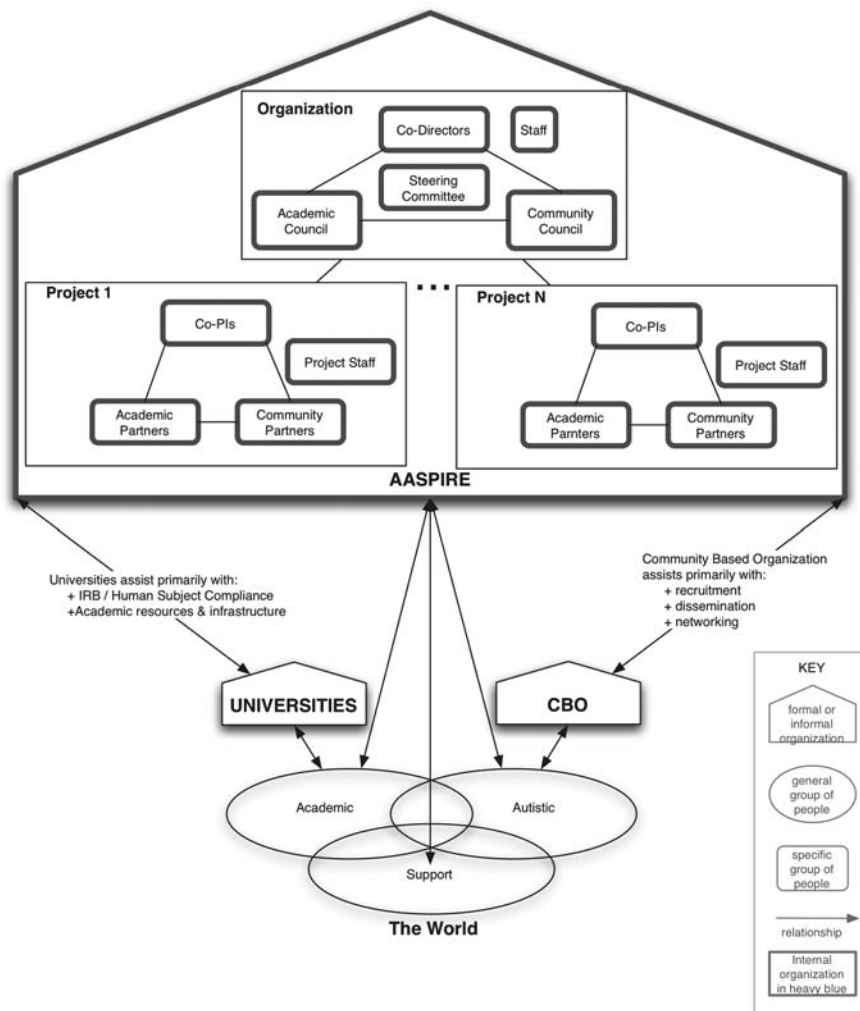 Organization
Co-Directors
Staff
Steering
Committee
Academic
Council
Community
Council
Project 1
Co-PIs
Project Staff
Academic
Partners
Community
Partners
...
Project N
Co-PIs
Project Staff
Academic
Parnters
Community
Partners
AASPIRE
Universities assist primarily with:
+ IRB / Human Subject Compliance
+Academic resources & infrastructure
Community Based Organization
assists primarily with:
+ recruitment
+ dissemination
+ networking
UNIVERSITIES
CBO
Academic
Autistic
Support
The World
KEY
formal or
informal
organization
general
group of
people
specific
group of
people
relationship
Internal
organization
in heavy blue